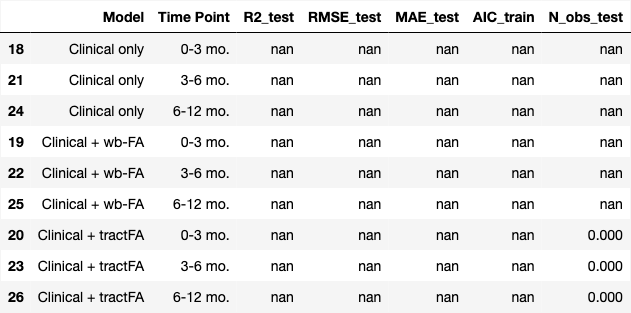 Model Time Point R2_test RMSE_test MAE_test AIC_train N_obs_test
18 Clinical only 0-3 mo. nan nan nan nan nan
21 Clinical only 3-6 mo. nan nan nan nan nan
24 Clinical only 6-12 mo. nan nan nan nan nan
19 Clinical + wb-FA 0-3 mo. nan nan nan nan nan
22 Clinical + wb-FA 3-6 mo. nan nan nan nan nan
25 Clinical + wb-FA 6-12 mo. nan nan nan nan nan
20 Clinical + tractFA 0-3 mo. nan nan nan nan 0.000
23 Clinical + tractFA 3-6 mo. nan nan nan nan 0.000
26 Clinical + tractFA 6-12 mo. nan nan nan nan 0.000